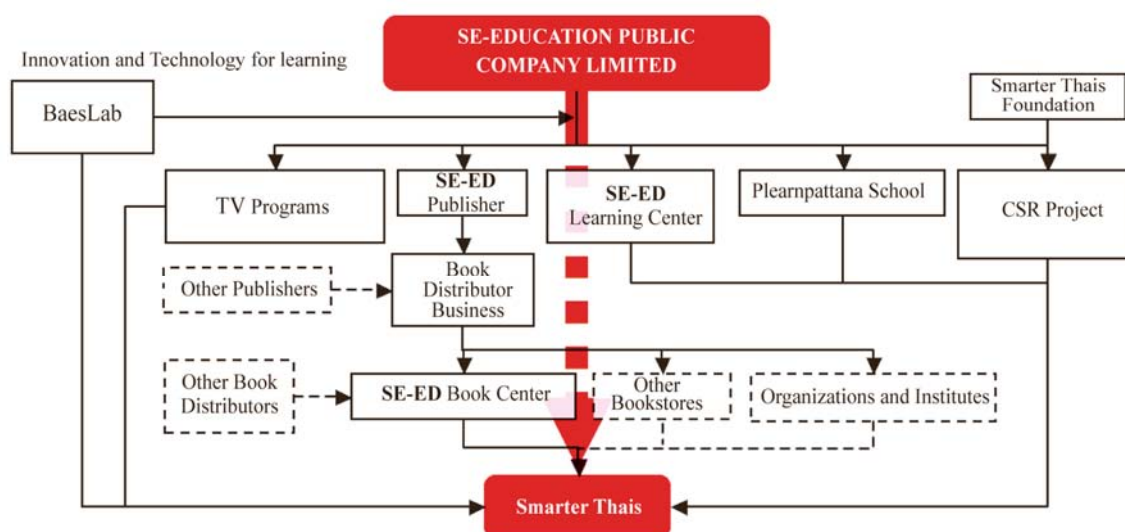 SE-EDUCATION PUBLIC
COMPANY LIMITED
Innovation and Technology for learning
BaesLab
Smarter Thais
Foundation
TV Programs
SE-ED
Publisher
SE-ED
Learning Center
Plearnpattana School
CSR Project
Other Publishers
Book
Distributor
Business
Other Book
Distributors
SE-ED Book Center
Other
Bookstores
Organizations and Institutes
Smarter Thais